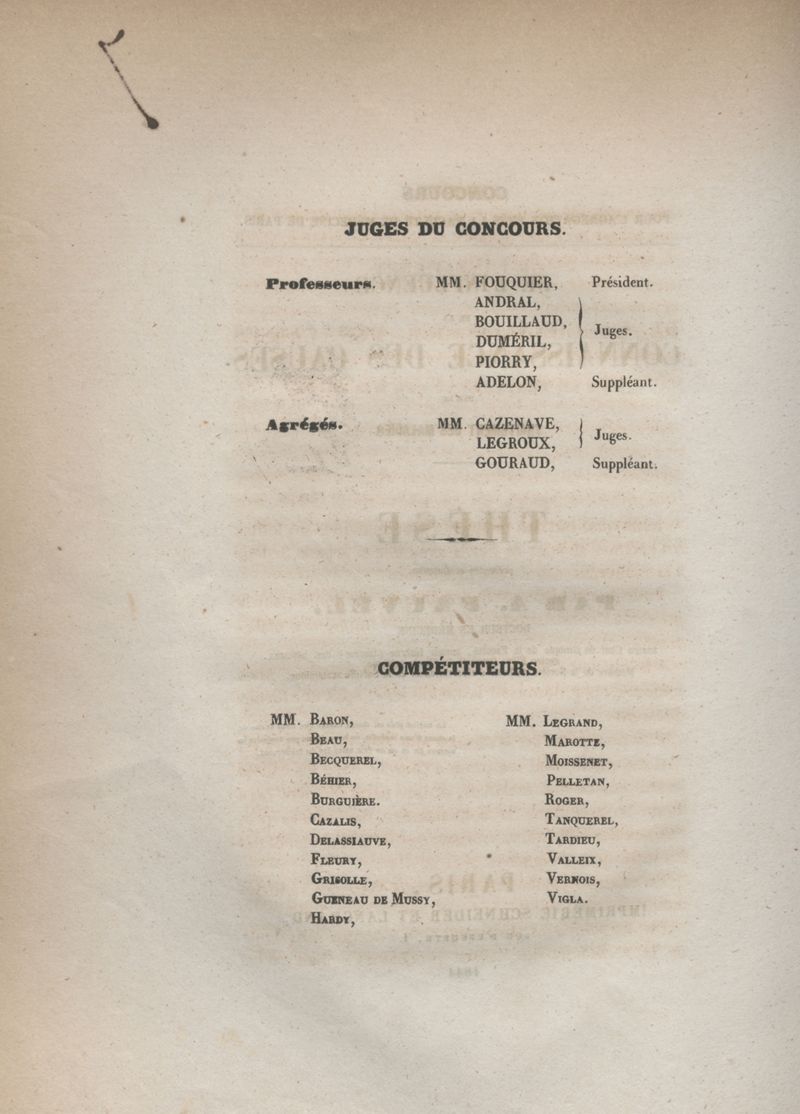 JUGES DU CONCOURS.
Professeurs. MM. FOUQUIER, Président.
ANDRAL,
BOUILLAUD,
Juges.
DUMÉRIL,
PIORRY,
ADELON, Suppléant.
Agrégés. MM. CAZENAVE,
Juges.
LEGROUX,
GOURAUD, Suppléant.
COMPÉTITEURS.
MM. BARON,
BEAU,
BECQUEREL,
BÉHIER,
BURGUIÈRE.
CAZALIS,
DELASSIAUVE,
FLEURY,
GRISOLLE,
GUENEAU DE MUSSY,
HARDY,
MM. LEGRAND,
MAROTTE,
MOISSENET,
PELLETAN,
ROGER,
TANQUEREL,
TARDIEU,
VALLEIX,
VERNOIS,
VIGLA.